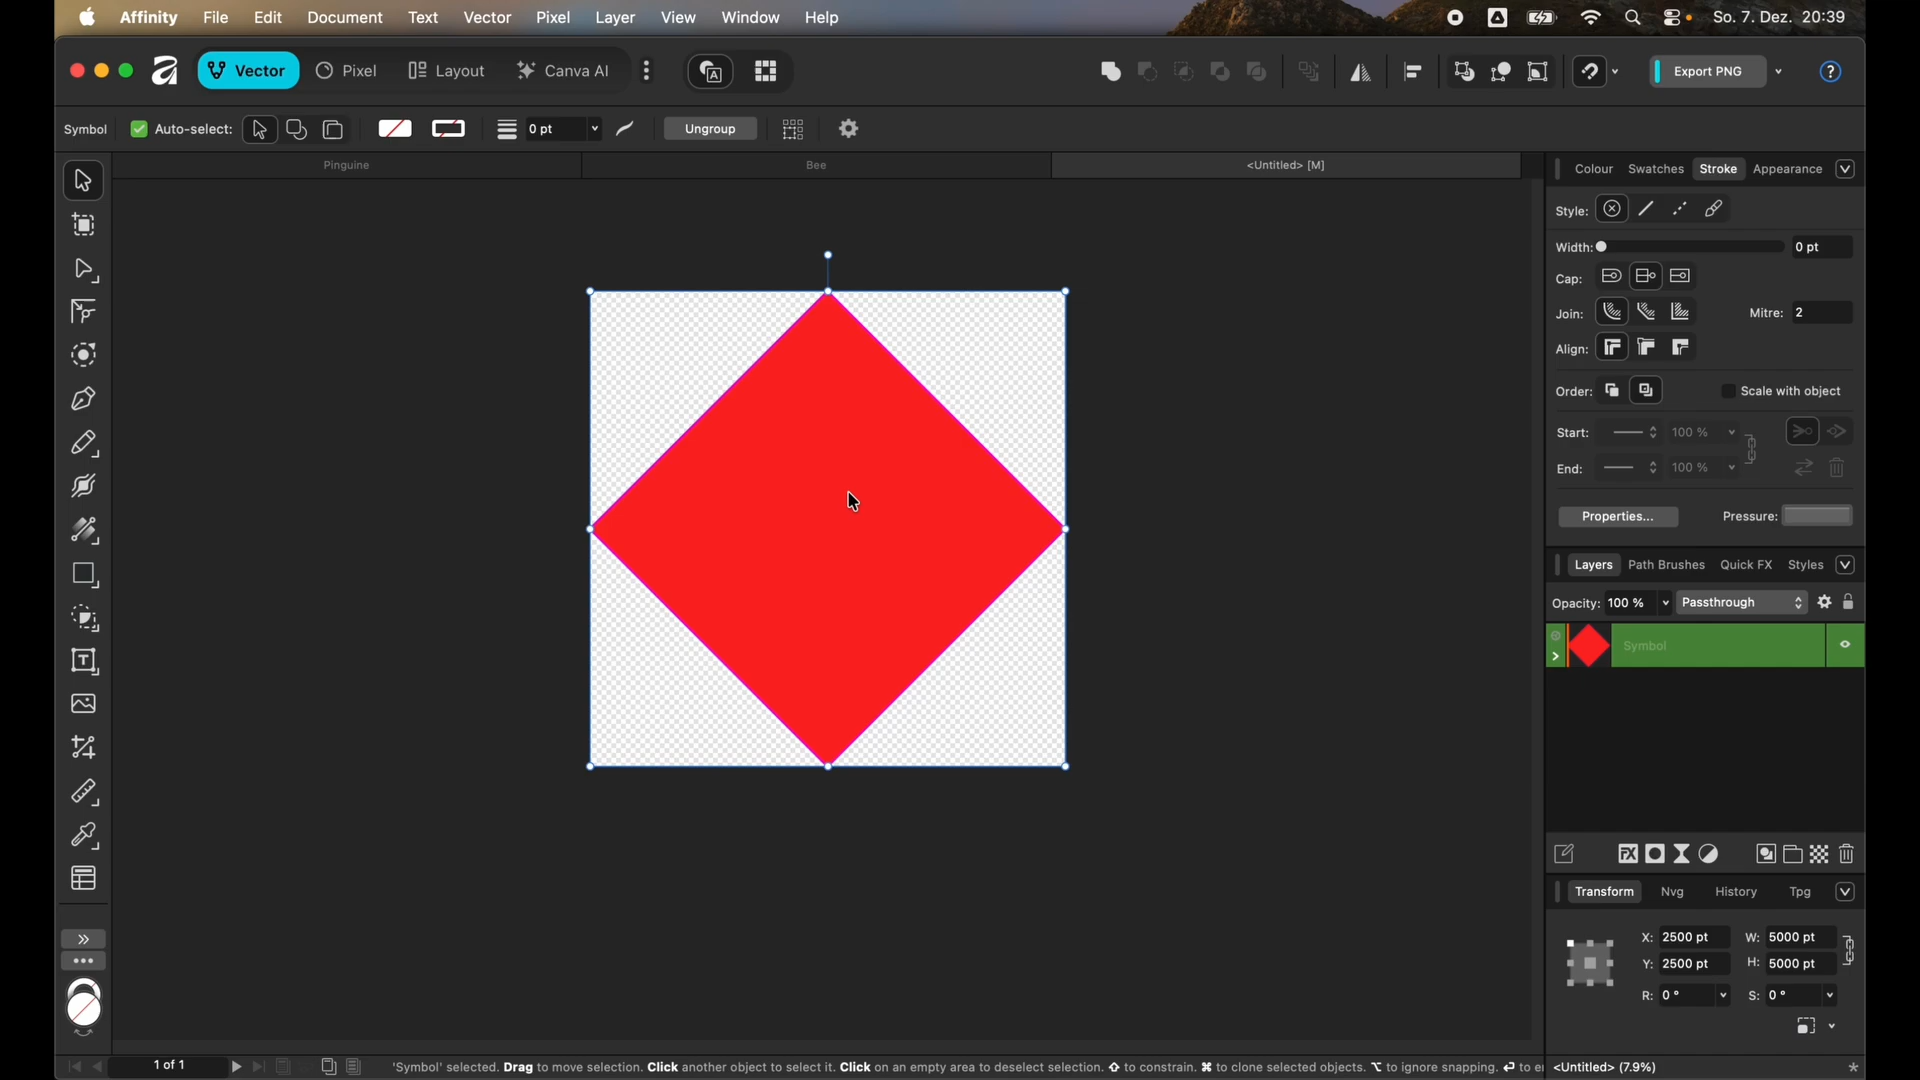 Affinity File Edit Document Text Vector Pixel Layer View Window Help So. 7. Dez. 20:39
Vector Pixel Layout Canva AI Export PNG
Symbol Auto-select: 0 pt Ungroup
Pinguine Bee <Untitled> [M]
Colour Swatches Stroke Appearance
Style:
Width: 0 pt
Cap:
Join: Mitre: 2
Align:
Order: Scale with object
Start: 100 %
End: 100 %
Properties... Pressure:
Layers Path Brushes Quick FX Styles
Opacity: 100 % Passthrough
Symbol
FX
Transform Nvg History Tpg
X: 2500 pt W: 5000 pt
Y: 2500 pt H: 5000 pt
R: 0 ° S: 0 °
1 of 1 'Symbol' selected. Drag to move selection. Click another object to select it. Click on an empty area to deselect selection. ⇧ to constrain. ⌘ to clone selected objects. ⌥ to ignore snapping. ⏎ to <Untitled> (7.9%) *